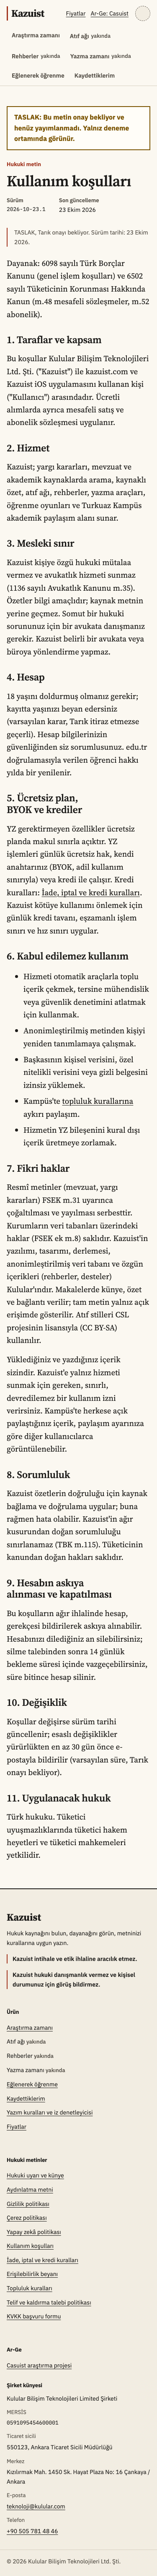 Kazuist
Fiyatlar Ar-Ge: Casuist
Araştırma zamanı Atıf ağı yakında
Rehberler yakında Yazma zamanı yakında
Eğlenerek öğrenme Kaydettiklerim
TASLAK: Bu metin onay bekliyor ve
henüz yayımlanmadı. Yalnız deneme
ortamında görünür.
Hukuki metin
Kullanım koşulları
Sürüm Son güncelleme
2026-10-23.1 23 Ekim 2026
TASLAK, Tarık onayı bekliyor. Sürüm tarihi: 23 Ekim
2026.
Dayanak: 6098 sayılı Türk Borçlar
Kanunu (genel işlem koşulları) ve 6502
sayılı Tüketicinin Korunması Hakkında
Kanun (m.48 mesafeli sözleşmeler, m.52
abonelik).
1. Taraflar ve kapsam
Bu koşullar Kulular Bilişim Teknolojileri
Ltd. Şti. ("Kazuist") ile kazuist.com ve
Kazuist iOS uygulamasını kullanan kişi
("Kullanıcı") arasındadır. Ücretli
alımlarda ayrıca mesafeli satış ve
abonelik sözleşmesi kurulur.
2. Hizmet
Kazuist; yargı kararları, mevzuat ve
akademik kaynaklarda arama, kaynaklı
özet, atıf ağı, rehberler, yazma araçları,
öğrenme oyunları ve Turkuaz Kampüs
akademik paylaşım alanı sunar.
3. Mesleki sınır
Kazuist kişiye özgü hukuki mütalaa
vermez ve avukatlık hizmeti sunmaz
(1136 sayılı Avukatlık Kanunu m.35).
Özetler bilgi amaçlıdır; kaynak metnin
yerine geçmez. Somut bir hukuki
sorununuz için bir avukata danışmanız
gerekir. Kazuist belirli bir avukata veya
büroya yönlendirme yapmaz.
4. Hesap
18 yaşını doldurmuş olmanız gerekir;
kayıtta yaşınızı beyan edersiniz
(varsayılan karar, Tarık imza etmezse
geçerli). Hesap bilgilerinizin
güvenliğinden siz sorumlusunuz. edu.tr
doğrulamasıyla verilen öğrenci hakkı
yılda bir yenilenir.
5. Ücretsiz plan,
BYOK ve krediler
YZ gerektirmeyen özellikler ücretsiz
planda makul sınırla açıktır. YZ
işlemleri günlük ücretsiz hak, kendi
anahtarınız (BYOK, adil kullanım
sınırıyla) veya kredi ile çalışır. Kredi
kuralları: İade, iptal ve kredi kuralları.
Kazuist kötüye kullanımı önlemek için
günlük kredi tavanı, eşzamanlı işlem
sınırı ve hız sınırı uygular.
6. Kabul edilemez kullanım
• Hizmeti otomatik araçlarla toplu
içerik çekmek, tersine mühendislik
veya güvenlik denetimini atlatmak
için kullanmak.
• Anonimleştirilmiş metinden kişiyi
yeniden tanımlamaya çalışmak.
• Başkasının kişisel verisini, özel
nitelikli verisini veya gizli belgesini
izinsiz yüklemek.
• Kampüs'te topluluk kurallarına
aykırı paylaşım.
• Hizmetin YZ bileşenini kural dışı
içerik üretmeye zorlamak.
7. Fikri haklar
Resmî metinler (mevzuat, yargı
kararları) FSEK m.31 uyarınca
çoğaltılması ve yayılması serbesttir.
Kurumların veri tabanları üzerindeki
haklar (FSEK ek m.8) saklıdır. Kazuist'in
yazılımı, tasarımı, derlemesi,
anonimleştirilmiş veri tabanı ve özgün
içerikleri (rehberler, desteler)
Kulular'ındır. Makalelerde künye, özet
ve bağlantı verilir; tam metin yalnız açık
erişimde gösterilir. Atıf stilleri CSL
projesinin lisansıyla (CC BY-SA)
kullanılır.
Yüklediğiniz ve yazdığınız içerik
sizindir. Kazuist'e yalnız hizmeti
sunmak için gereken, sınırlı,
devredilemez bir kullanım izni
verirsiniz. Kampüs'te herkese açık
paylaştığınız içerik, paylaşım ayarınıza
göre diğer kullanıcılarca
görüntülenebilir.
8. Sorumluluk
Kazuist özetlerin doğruluğu için kaynak
bağlama ve doğrulama uygular; buna
rağmen hata olabilir. Kazuist'in ağır
kusurundan doğan sorumluluğu
sınırlanamaz (TBK m.115). Tüketicinin
kanundan doğan hakları saklıdır.
9. Hesabın askıya
alınması ve kapatılması
Bu koşulların ihlalinde hesap,
gerekçesi bildirilerek askıya alınabilir.
Hesabınızı dilediğiniz an silebilirsiniz;
silme talebinden sonra 14 günlük
bekleme süresi içinde vazgeçebilirsiniz,
süre bitince hesap silinir.
10. Değişiklik
Koşullar değişirse sürüm tarihi
güncellenir; esaslı değişiklikler
yürürlükten en az 30 gün önce e-
postayla bildirilir (varsayılan süre, Tarık
onayı bekliyor).
11. Uygulanacak hukuk
Türk hukuku. Tüketici
uyuşmazlıklarında tüketici hakem
heyetleri ve tüketici mahkemeleri
yetkilidir.
Kazuist
Hukuk kaynağını bulun, dayanağını görün, metninizi
kurallarına uygun yazın.
Kazuist intihale ve etik ihlaline aracılık etmez.
Kazuist hukuki danışmanlık vermez ve kişisel
durumunuz için görüş bildirmez.
Ürün
Araştırma zamanı
Atıf ağı yakında
Rehberler yakında
Yazma zamanı yakında
Eğlenerek öğrenme
Kaydettiklerim
Yazım kuralları ve iz denetleyicisi
Fiyatlar
Hukuki metinler
Hukuki uyarı ve künye
Aydınlatma metni
Gizlilik politikası
Çerez politikası
Yapay zekâ politikası
Kullanım koşulları
İade, iptal ve kredi kuralları
Erişilebilirlik beyanı
Topluluk kuralları
Telif ve kaldırma talebi politikası
KVKK başvuru formu
Ar-Ge
Casuist araştırma projesi
Şirket künyesi
Kulular Bilişim Teknolojileri Limited Şirketi
MERSİS
0591095454600001
Ticaret sicili
550123, Ankara Ticaret Sicili Müdürlüğü
Merkez
Kızılırmak Mah. 1450 Sk. Hayat Plaza No: 16 Çankaya /
Ankara
E-posta
teknoloji@kulular.com
Telefon
+90 505 781 48 46
© 2026 Kulular Bilişim Teknolojileri Ltd. Şti.